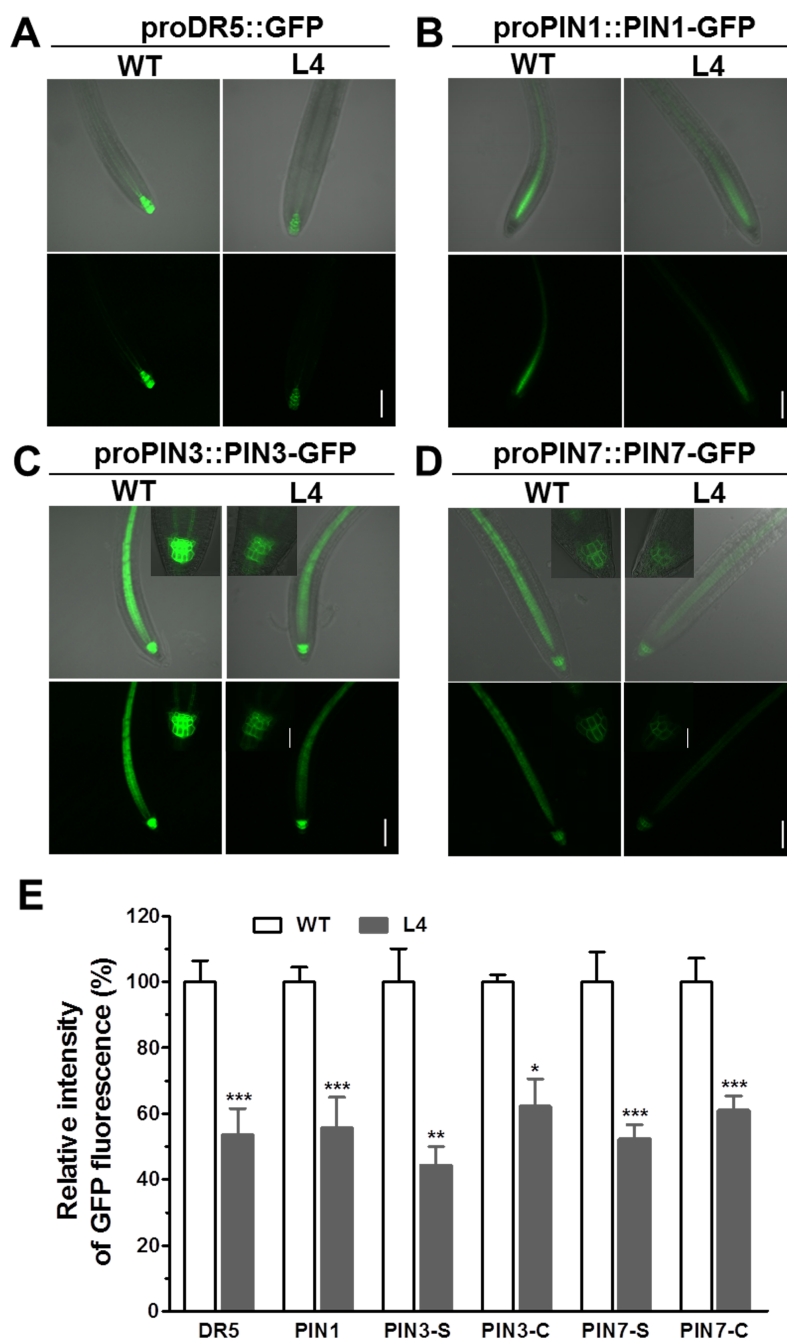 A
proDR5::GFP
WT L4
B
proPIN1::PIN1-GFP
WT L4
C
proPIN3::PIN3-GFP
WT L4
D
proPIN7::PIN7-GFP
WT L4
E
Relative intensity
of GFP fluorescence (%)
120
100
80
60
40
20
0
WT L4
*** *** ** * *** ***
DR5 PIN1 PIN3-S PIN3-C PIN7-S PIN7-C